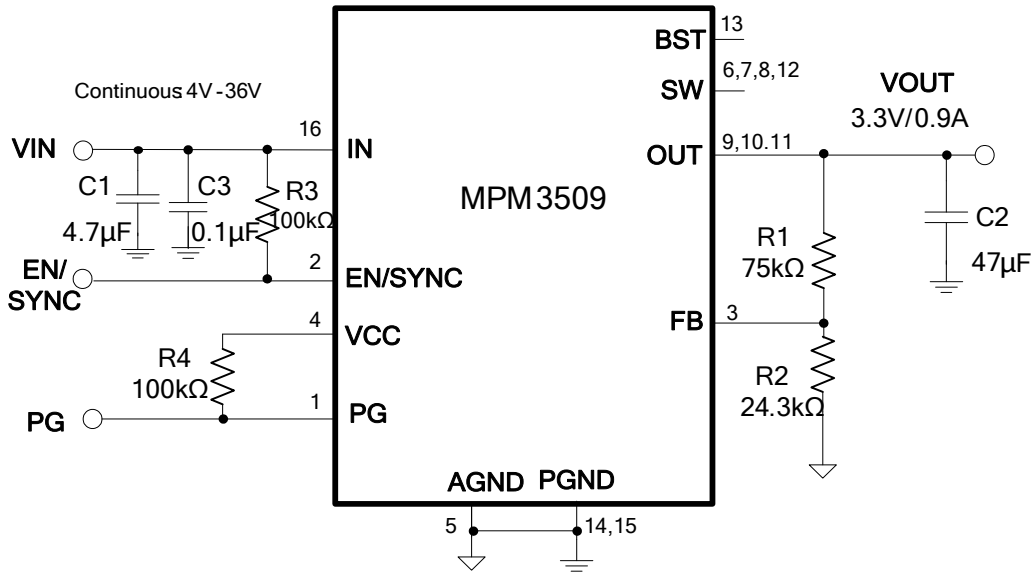 13
BST
6,7,8,12
SW
VOUT
3.3V/0.9A
Continuous: 4V-36V
VIN
16
IN
OUT
9,10.11
C1
C3
R3
100kΩ
4.7μF
0.1μF
MPM3509
C2
47μF
R1
75kΩ
EN/
SYNC
2
EN/SYNC
FB
3
4
VCC
R4
100kΩ
R2
24.3kΩ
PG
1
PG
AGND
PGND
5
14,15